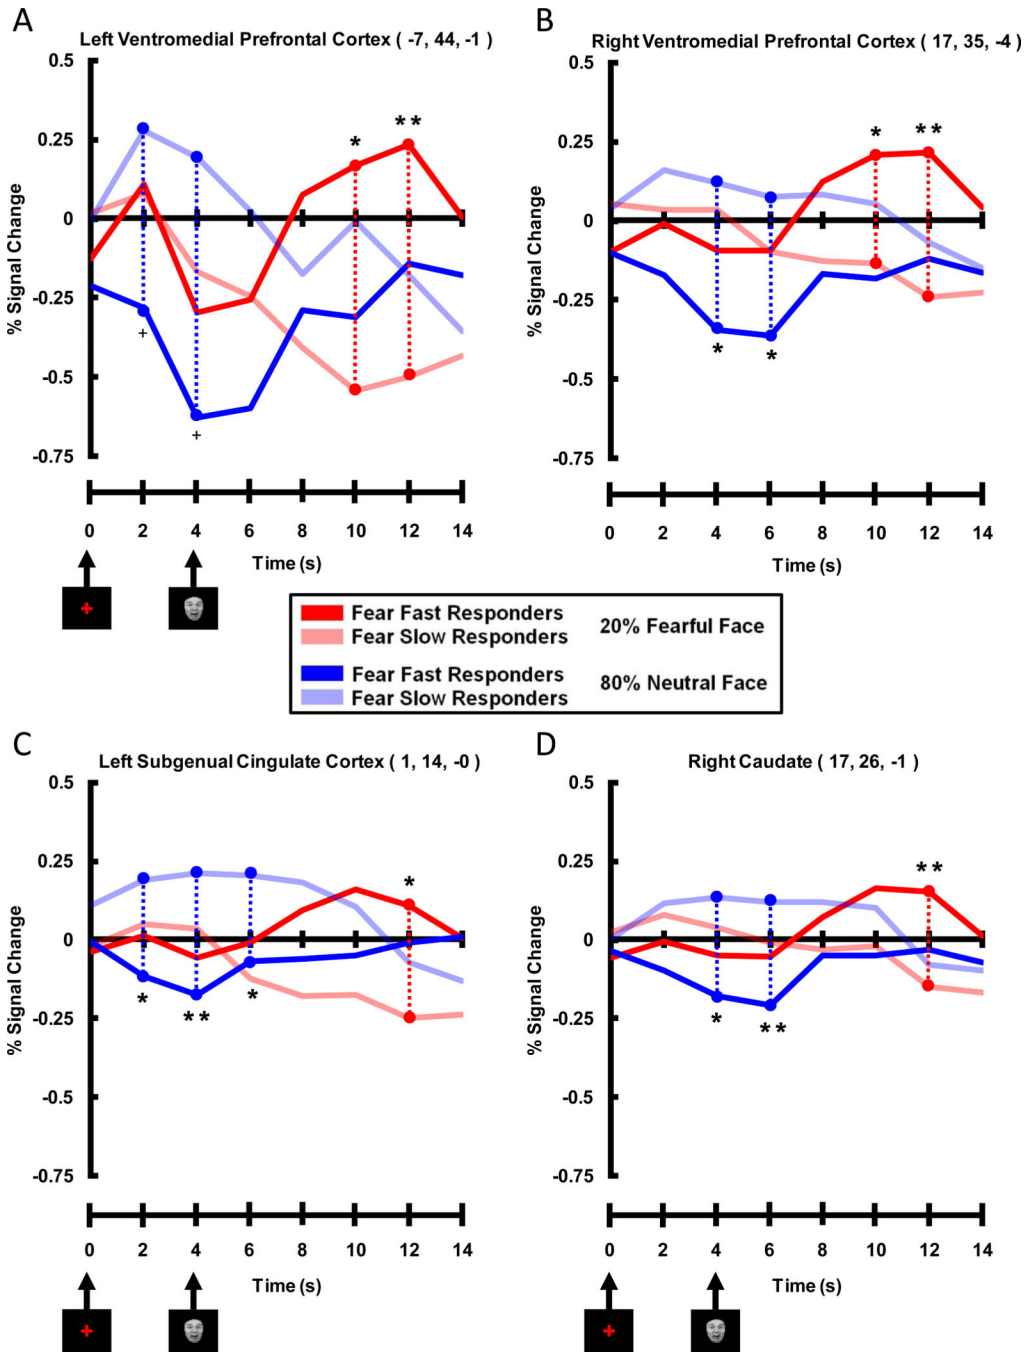 A
Left Ventromedial Prefrontal Cortex ( -7, 44, -1 )
0.5
0.25
0
-0.25
-0.5
-0.75
% Signal Change
*
**
+
+
0 2 4 6 8 10 12 14
Time (s)
B
Right Ventromedial Prefrontal Cortex ( 17, 35, -4 )
0.5
0.25
0
-0.25
-0.5
-0.75
% Signal Change
*
**
*
*
0 2 4 6 8 10 12 14
Time (s)
Fear Fast Responders
Fear Slow Responders
20% Fearful Face
Fear Fast Responders
Fear Slow Responders
80% Neutral Face
C
Left Subgenual Cingulate Cortex ( 1, 14, -0 )
0.5
0.25
0
-0.25
-0.5
-0.75
% Signal Change
*
*
**
*
0 2 4 6 8 10 12 14
Time (s)
D
Right Caudate ( 17, 26, -1 )
0.5
0.25
0
-0.25
-0.5
-0.75
% Signal Change
**
*
**
0 2 4 6 8 10 12 14
Time (s)